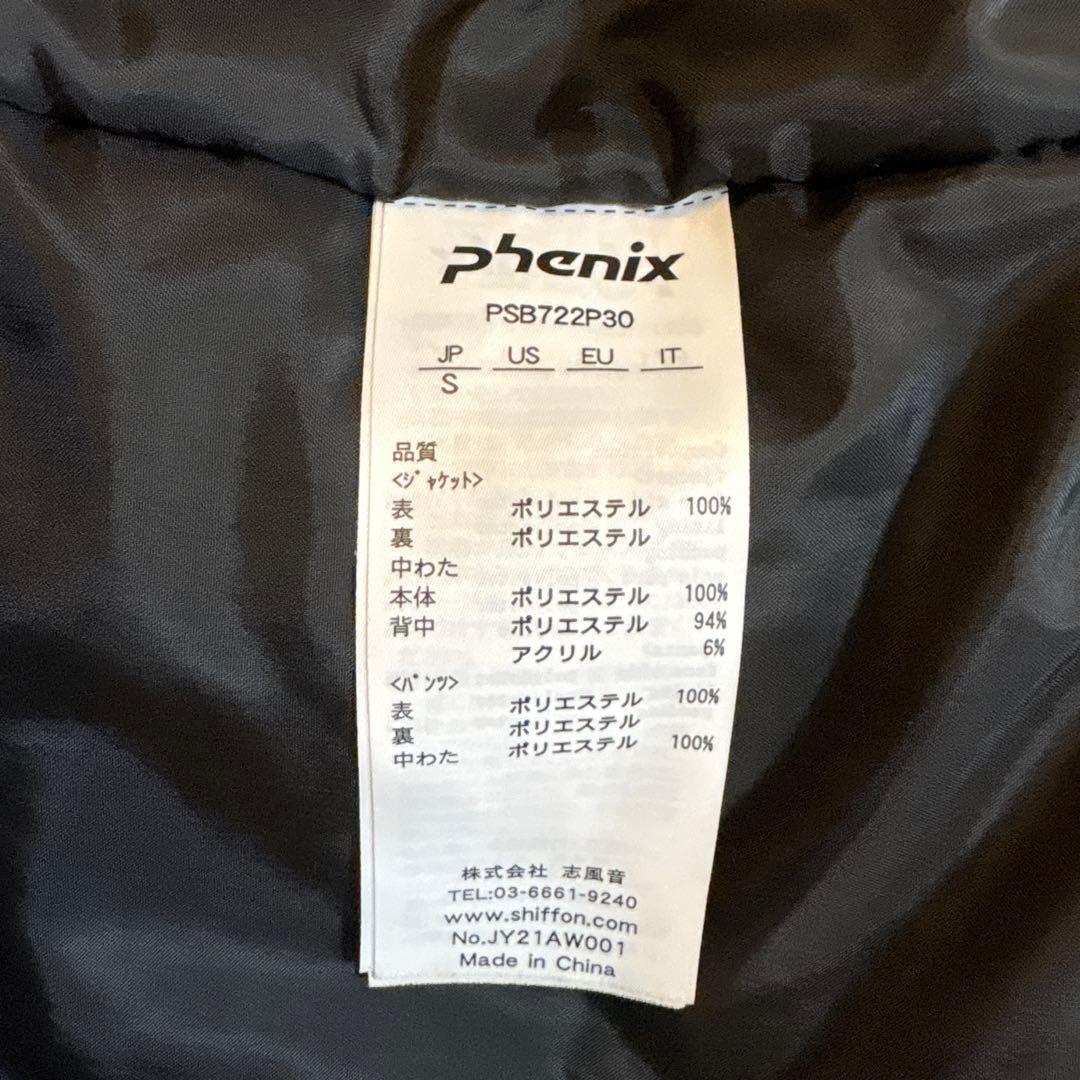 phenix
PSB722P30
JP US EU IT
S
品質
<ｼﾞｬｹｯﾄ>
表 ポリエステル 100%
裏 ポリエステル
中わた
本体 ポリエステル 100%
背中 ポリエステル 94%
アクリル 6%
<ﾊﾟﾝﾂ>
表 ポリエステル 100%
裏 ポリエステル
中わた ポリエステル 100%
株式会社 志風音
TEL:03-6661-9240
www.shiffon.com
No.JY21AW001
Made in China